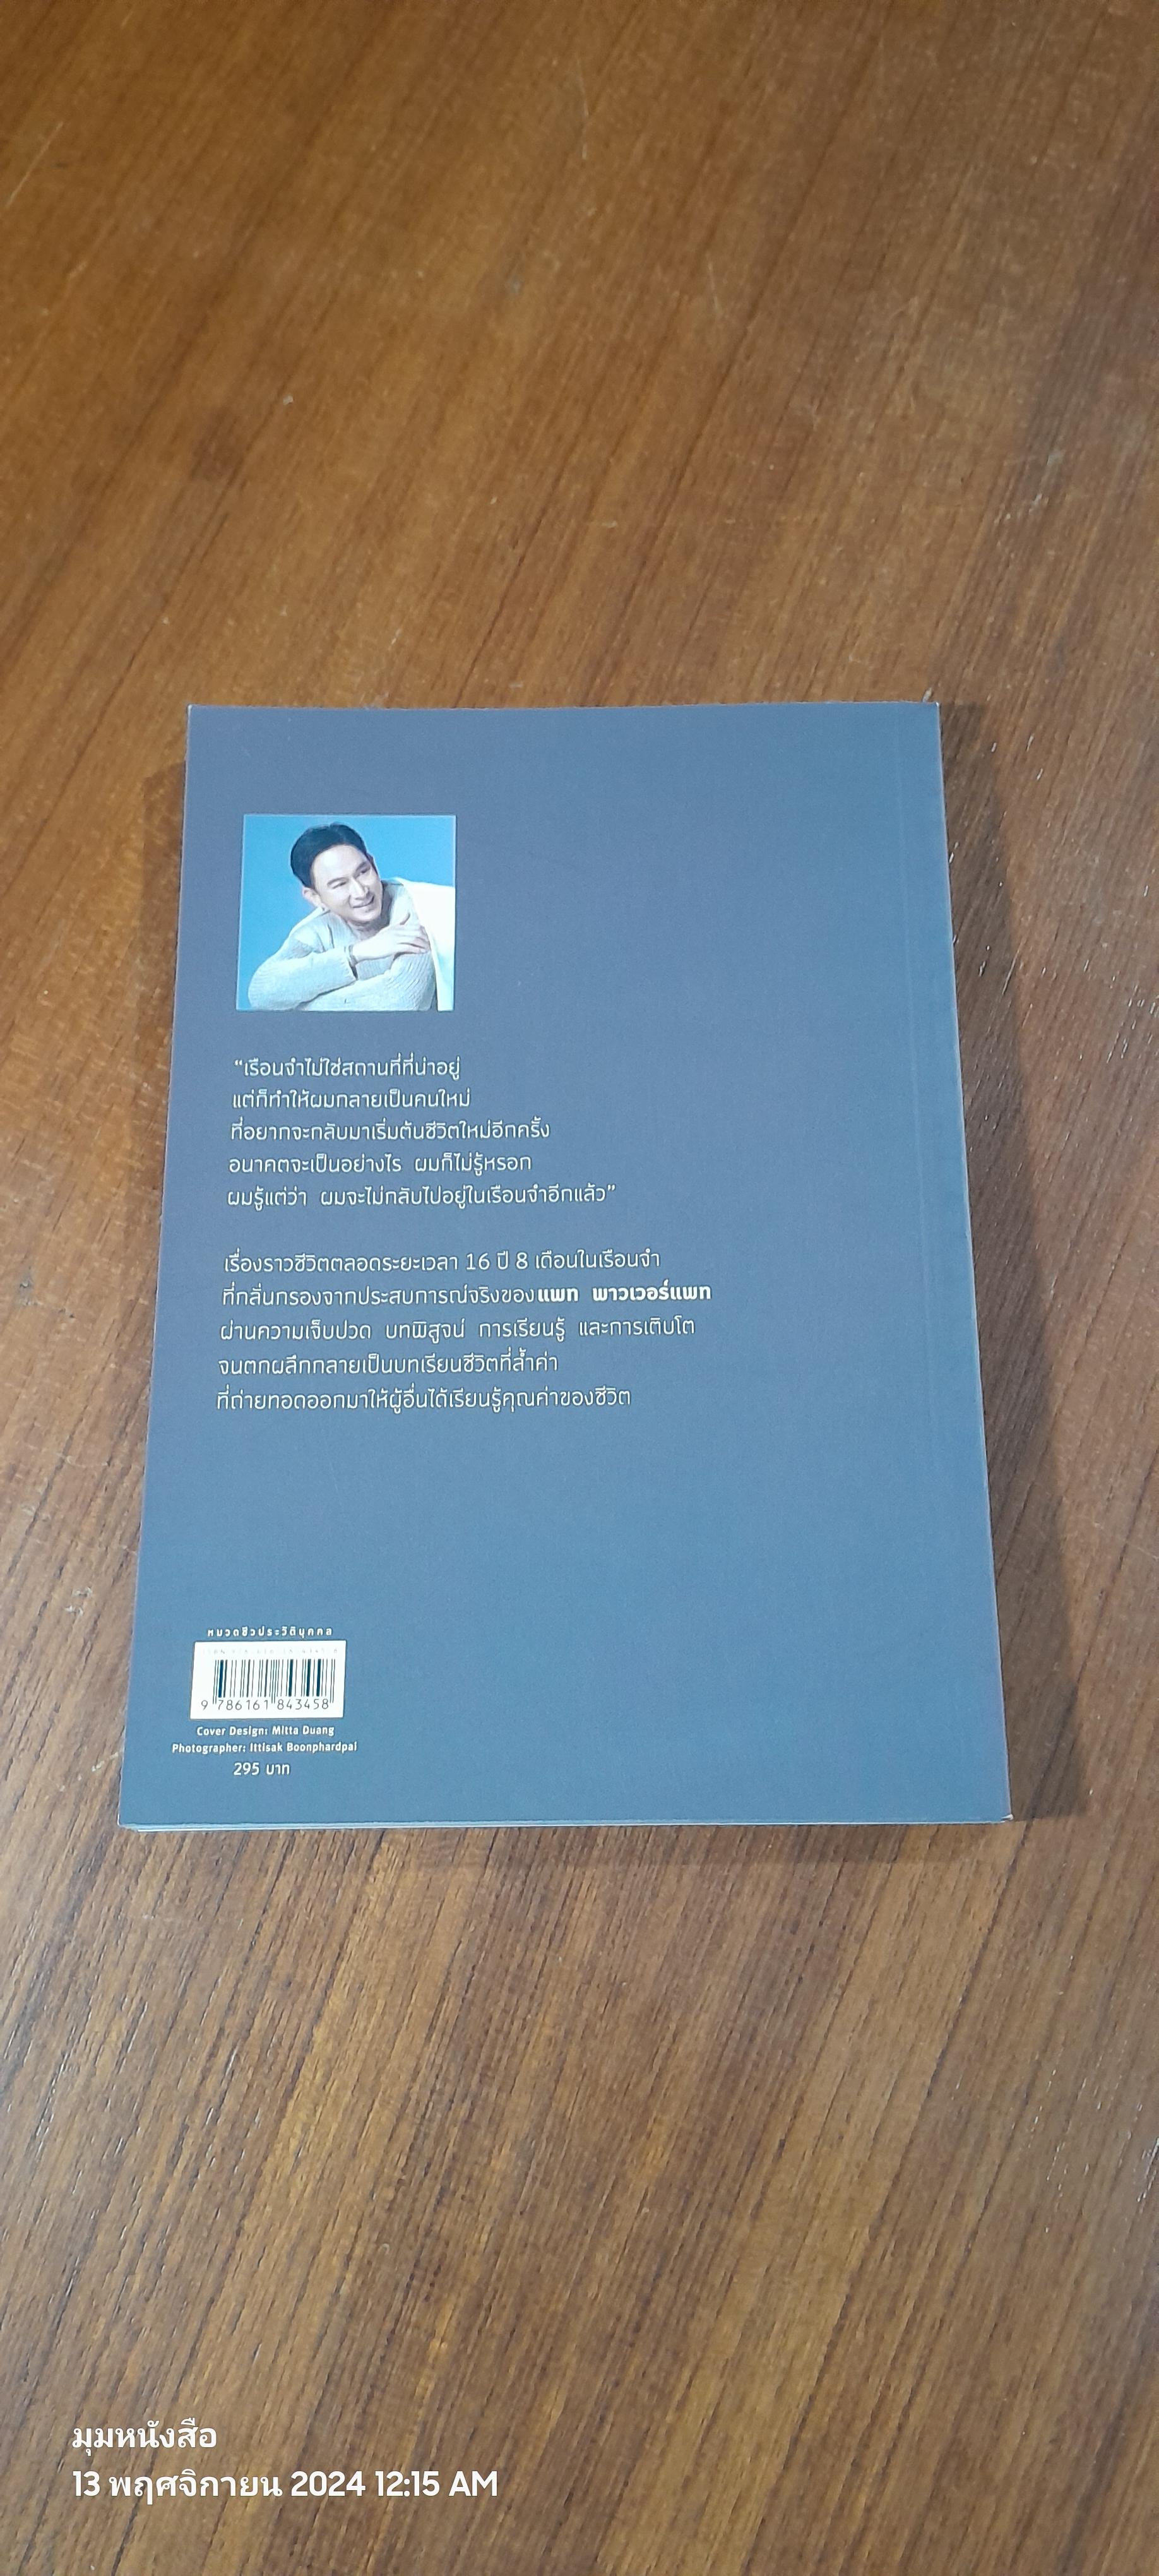 “เรือนจำไม่ใช่สถานที่ที่น่าอยู่
แต่ก็ทำให้ผมกลายเป็นคนใหม่
ที่อยากจะกลับมาเริ่มต้นชีวิตใหม่อีกครั้ง
อนาคตจะเป็นอย่างไร ผมก็ไม่รู้หรอก
ผมรู้แต่ว่า ผมจะไม่กลับไปอยู่ในเรือนจำอีกแล้ว”
เรื่องราวชีวิตตลอดระยะเวลา 16 ปี 8 เดือนในเรือนจำ
ที่กลั่นกรองจากประสบการณ์จริงของ แพท พาวเวอร์แพท
ผ่านความเจ็บปวด บทพิสูจน์ การเรียนรู้ และการเติบโต
จนตกผลึกกลายเป็นบทเรียนชีวิตที่ล้ำค่า
ที่ถ่ายทอดออกมาให้ผู้อื่นได้เรียนรู้คุณค่าของชีวิต
หมวดชีวประวัติบุคคล
9 786161 843458
Cover Design: Mitta Duang
Photographer: Ittisak Boonphardpai
295 บาท
มุมหนังสือ
13 พฤศจิกายน 2024 12:15 AM